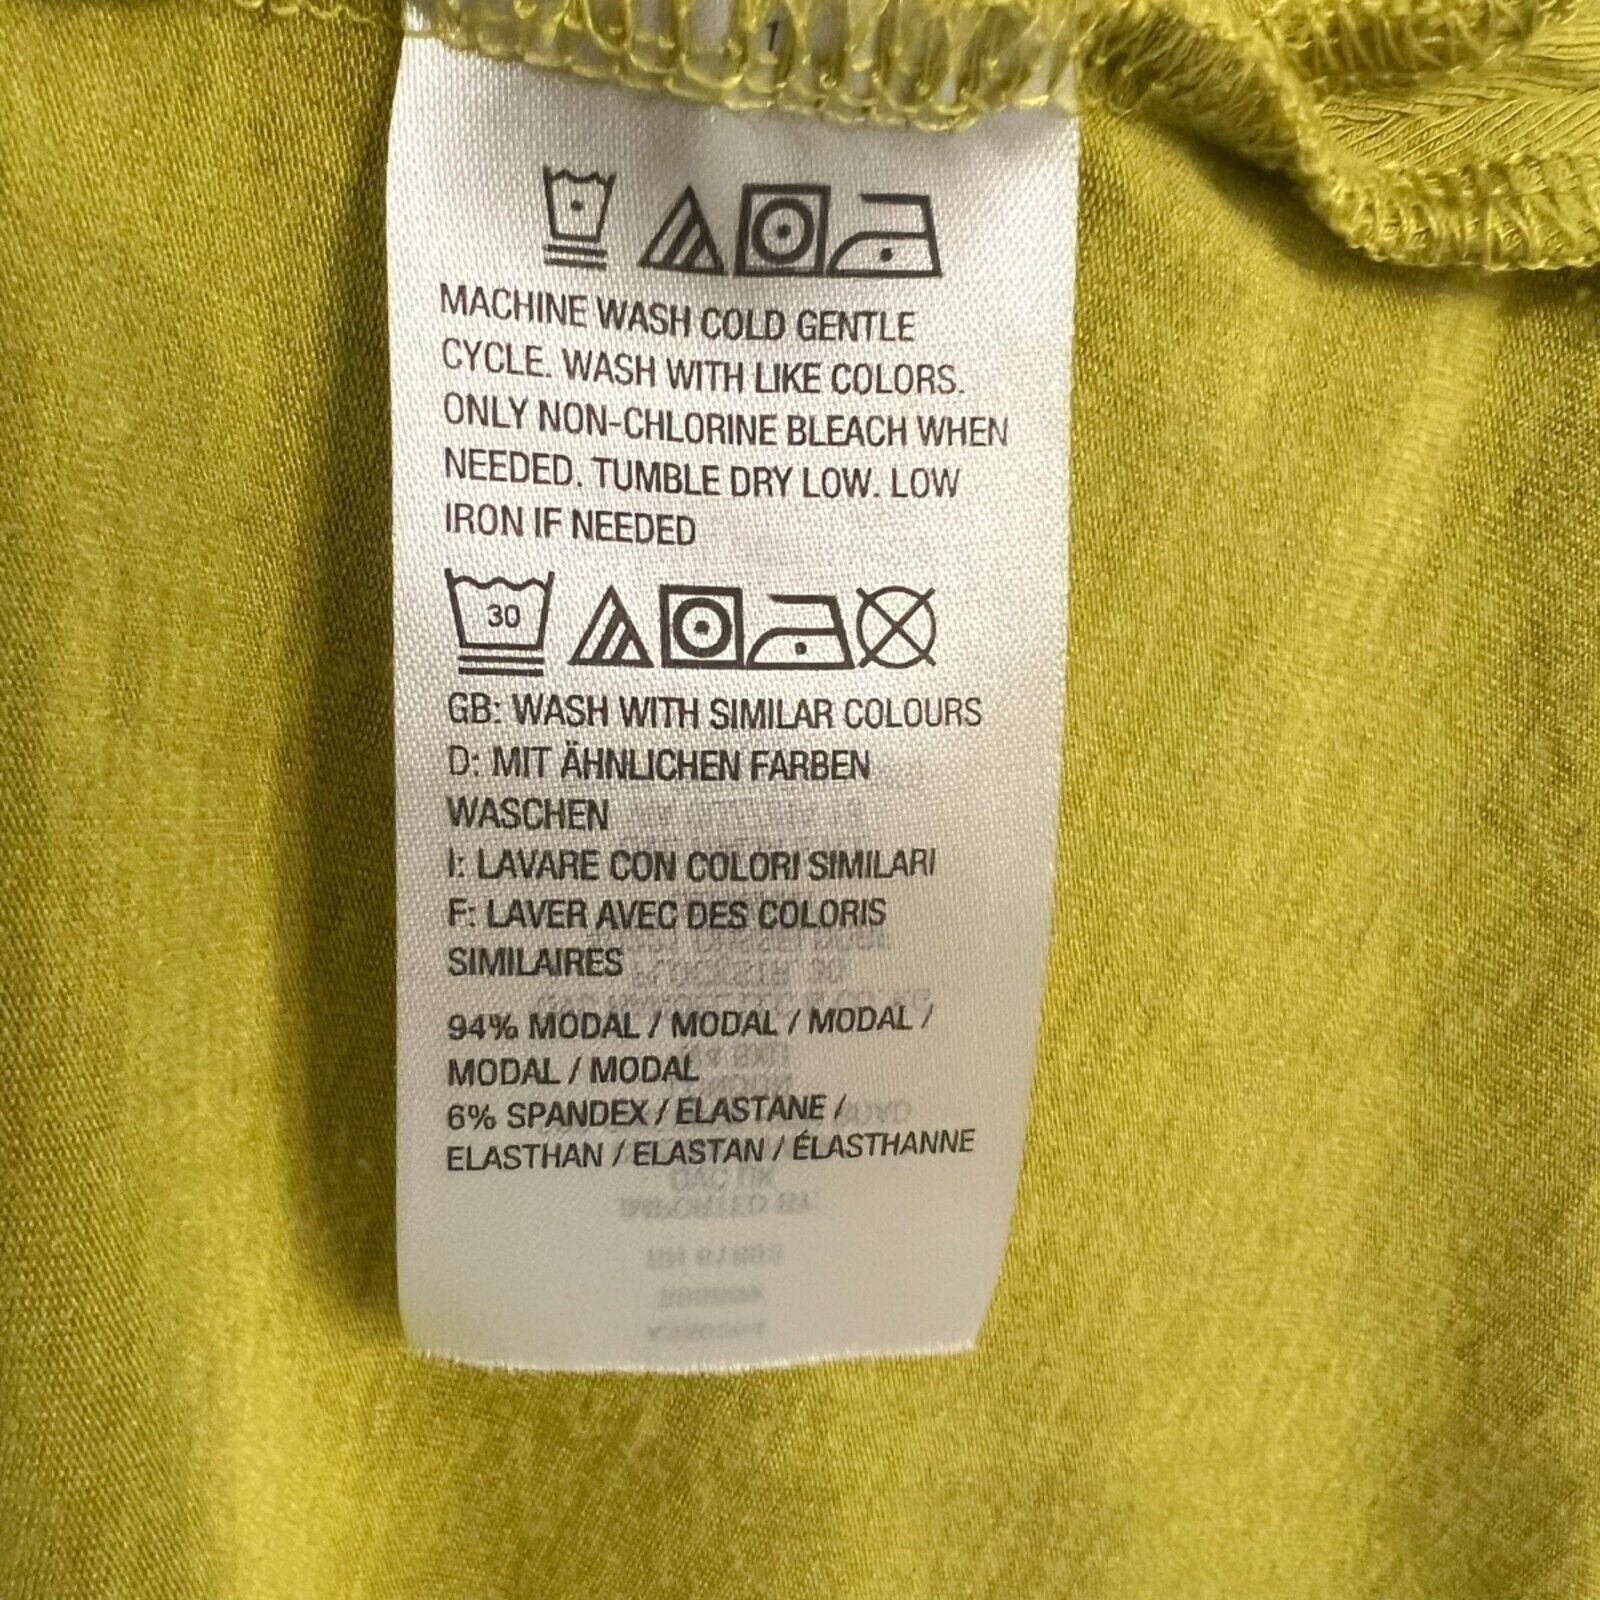 1
MACHINE WASH COLD GENTLE
CYCLE. WASH WITH LIKE COLORS.
ONLY NON-CHLORINE BLEACH WHEN
NEEDED. TUMBLE DRY LOW. LOW
IRON IF NEEDED
30
GB: WASH WITH SIMILAR COLOURS
D: MIT ÄHNLICHEN FARBEN
WASCHEN
I: LAVARE CON COLORI SIMILARI
F: LAVER AVEC DES COLORIS
SIMILAIRES
94% MODAL / MODAL / MODAL /
MODAL / MODAL
6% SPANDEX / ELASTANE /
ELASTHAN / ELASTAN / ÉLASTHANNE